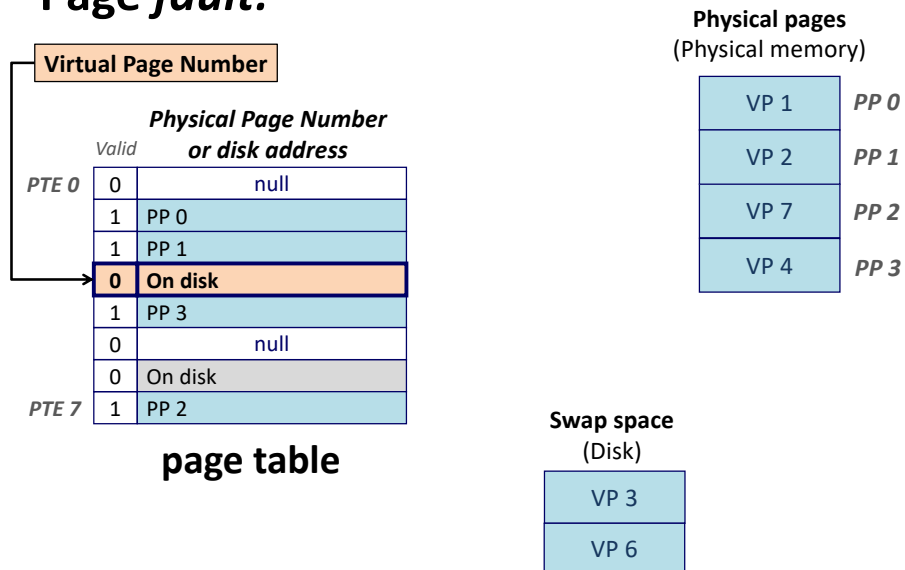 Page fault:
Virtual Page Number
Physical Page Number
Valid or disk address
PTE 0 0 null
1 PP 0
1 PP 1
0 On disk
1 PP 3
0 null
0 On disk
PTE 7 1 PP 2
page table
Physical pages
(Physical memory)
VP 1 PP 0
VP 2 PP 1
VP 7 PP 2
VP 4 PP 3
Swap space
(Disk)
VP 3
VP 6